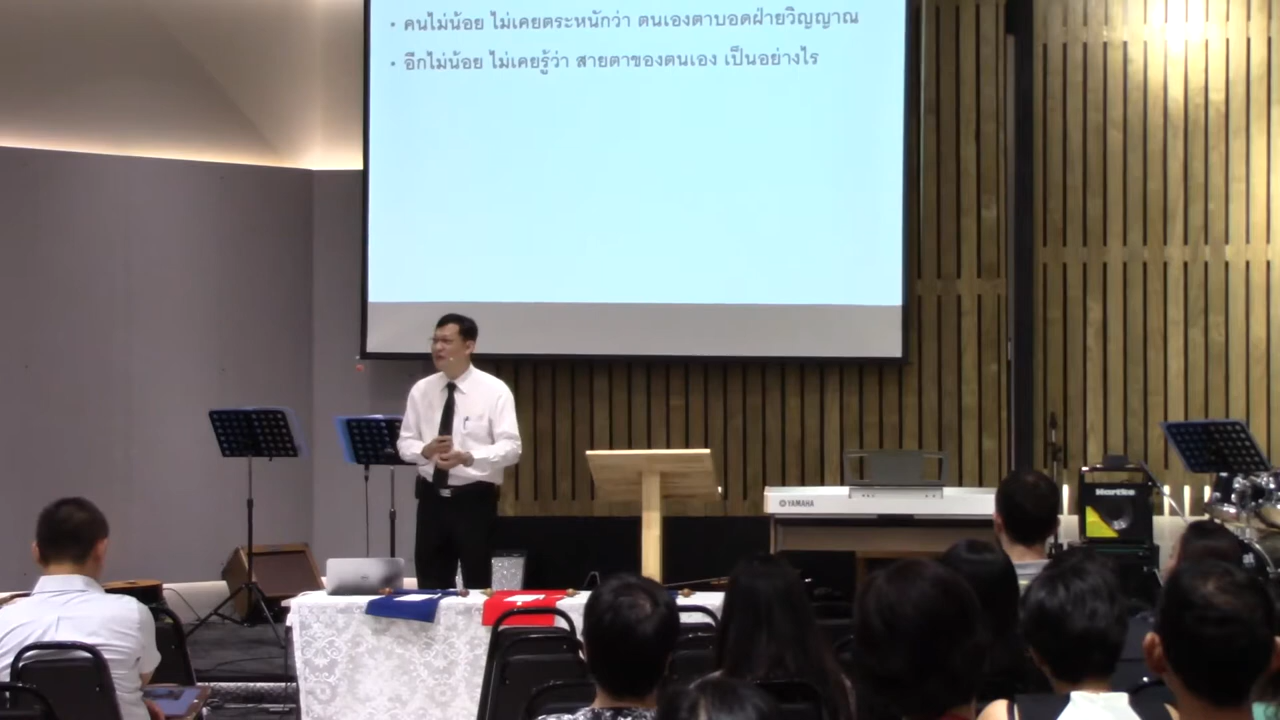 • คนไม่น้อย ไม่เคยตระหนักว่า ตนเองตาบอดฝ่ายวิญญาณ
• อีกไม่น้อย ไม่เคยรู้ว่า สายตาของตนเอง เป็นอย่างไร
YAMAHA
Hartke